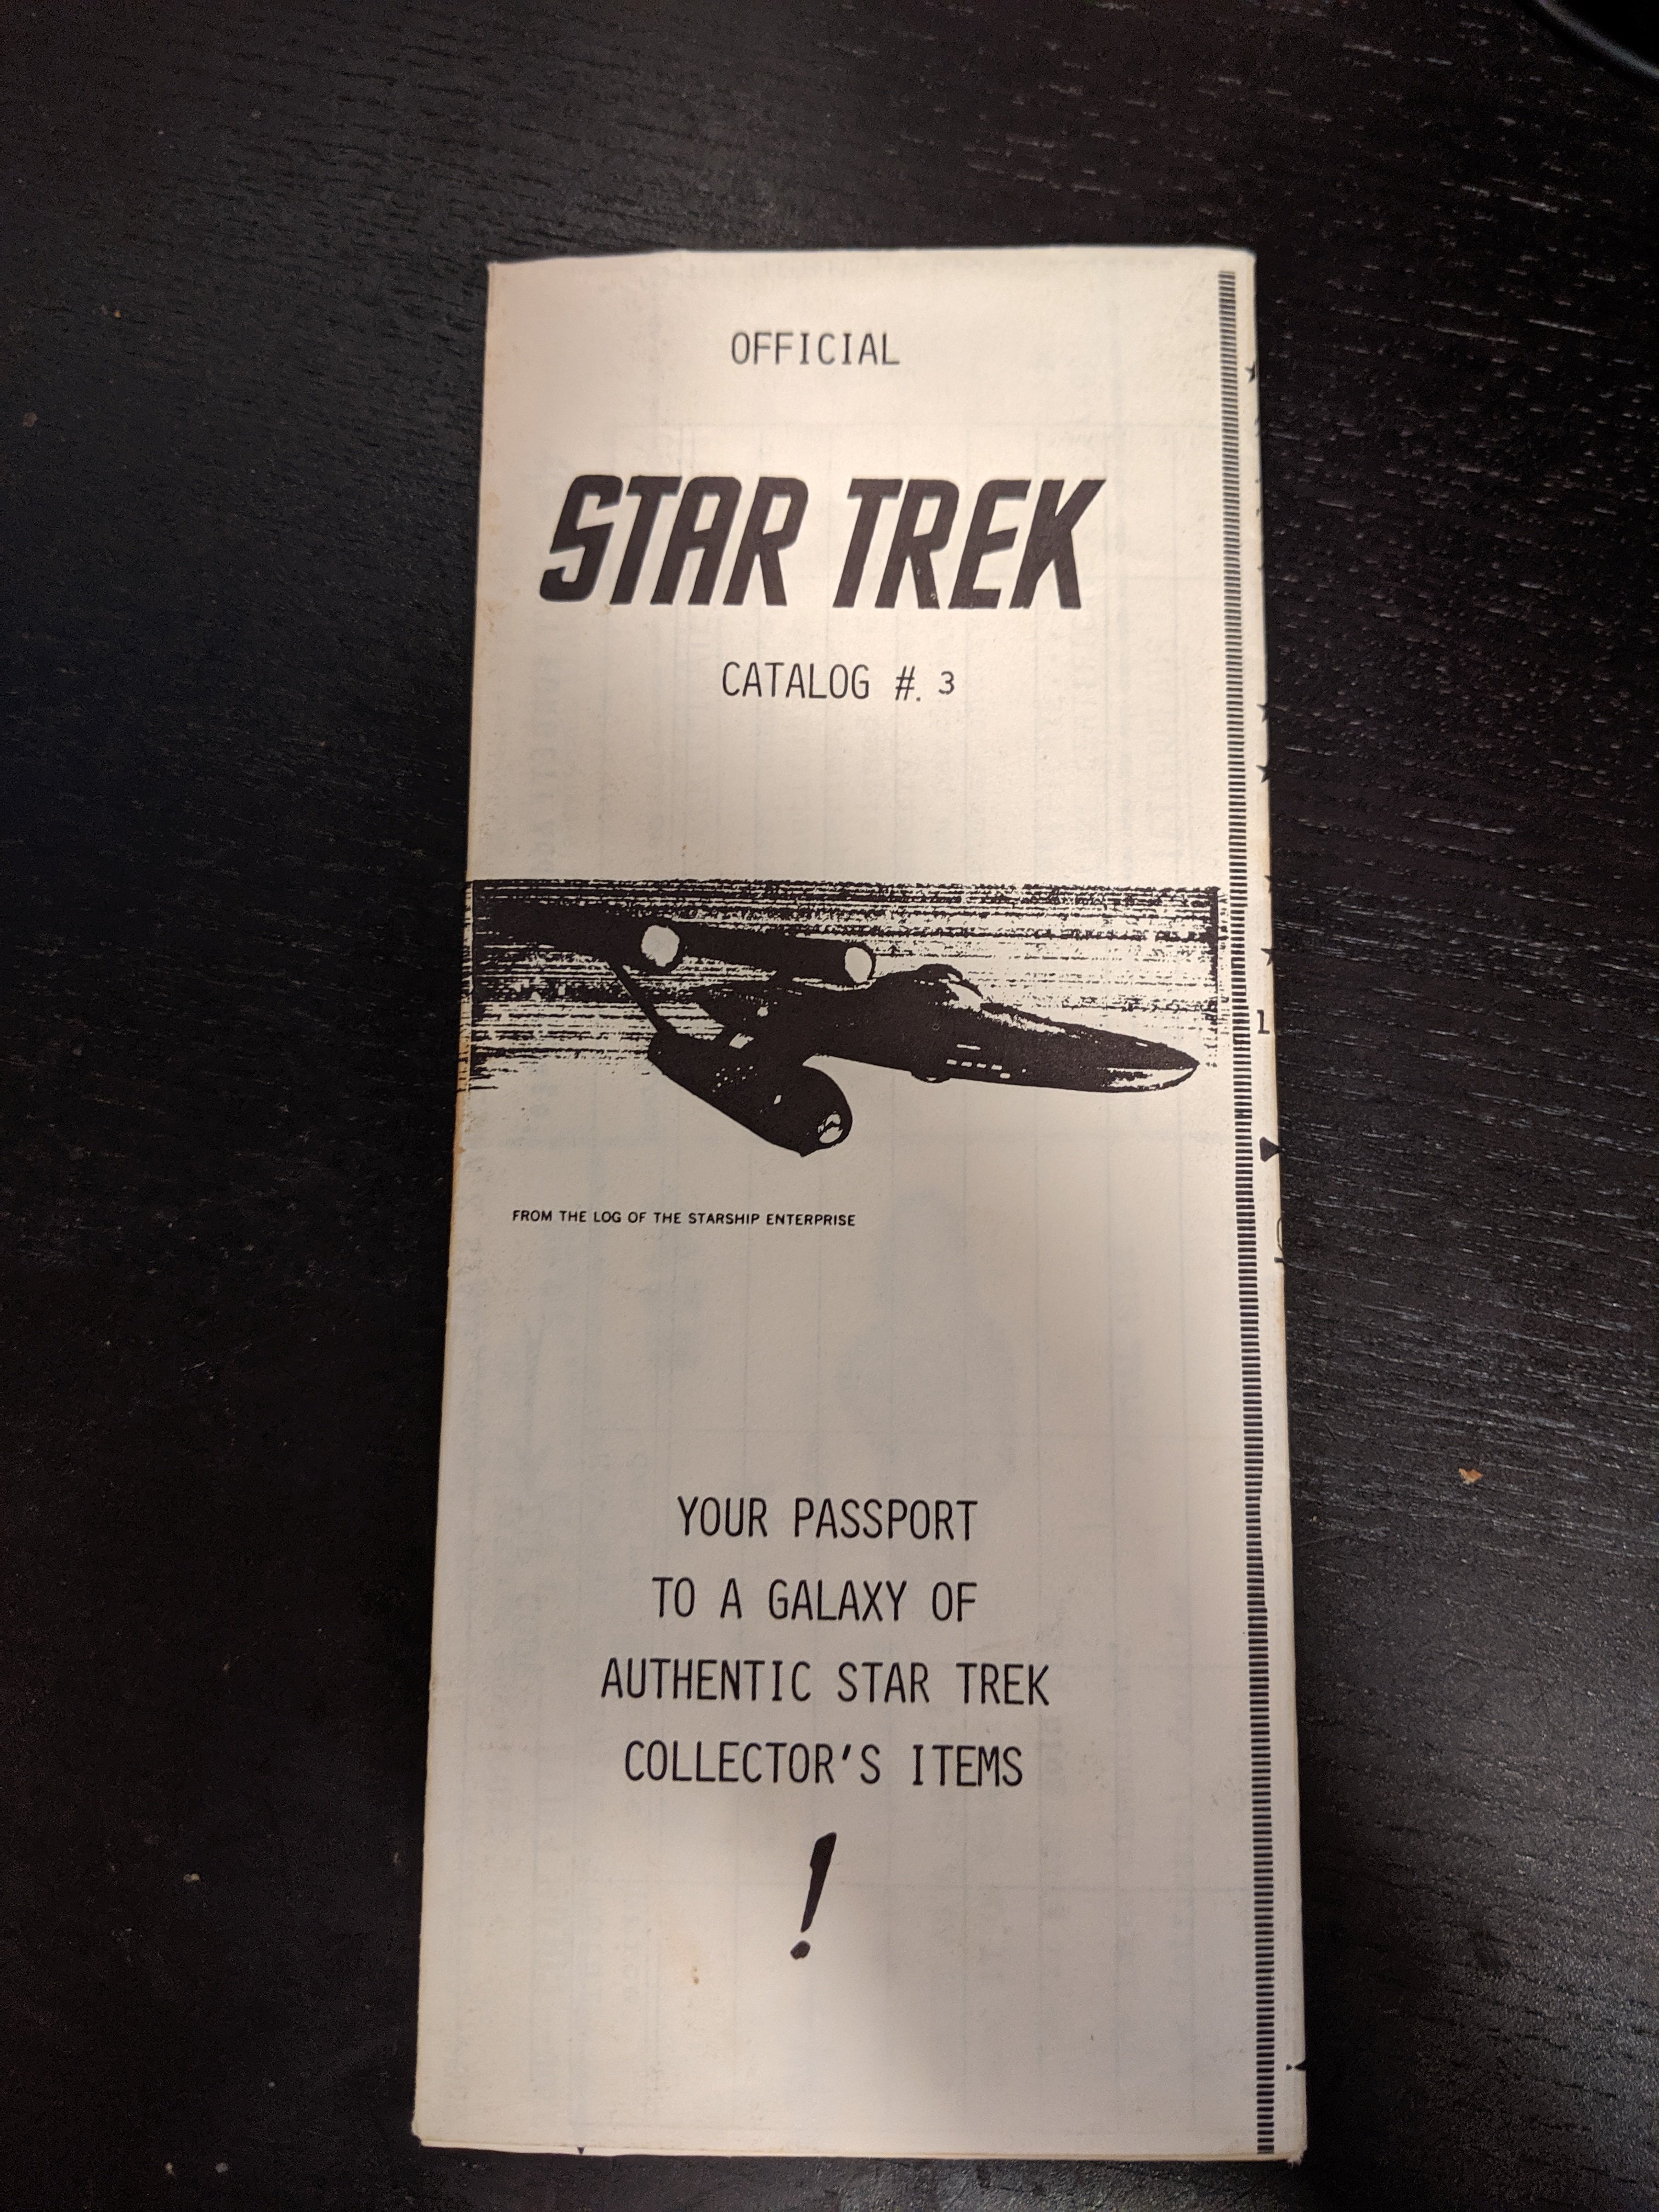 OFFICIAL
STAR TREK
CATALOG #. 3
FROM THE LOG OF THE STARSHIP ENTERPRISE
YOUR PASSPORT
TO A GALAXY OF
AUTHENTIC STAR TREK
COLLECTOR'S ITEMS
!